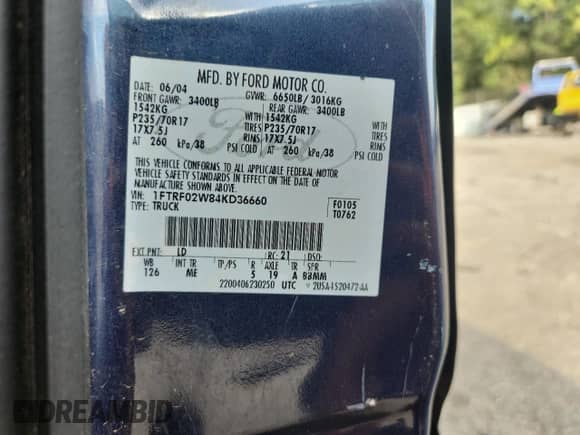 MFD. BY FORD MOTOR CO.
DATE: 06/04 GVWR: 6650LB/ 3016KG
FRONT GAWR: 3400LB REAR GAWR: 3400LB
1542KG WITH 1542KG WITH
P235/70R17 TIRES P235/70R17 TIRES
17X7.5J RIMS 17X7.5J RIMS
AT 260 kPa/38 PSI COLD AT 260 kPa/38 PSI COLD
THIS VEHICLE CONFORMS TO ALL APPLICABLE FEDERAL MOTOR
VEHICLE SAFETY STANDARDS IN EFFECT ON THE DATE OF
MANUFACTURE SHOWN ABOVE.
VIN: 1FTRF02W84KD36660 F0105
TYPE: TRUCK T0762
Ford
EXT PNT: LD RC: 21 DSO:
WB INT TR TP/PS R AXLE TR SPR
126 ME 5 19 A BBMM
2200406230250 UTC 2U5A-1520472-AA
DREAMBID